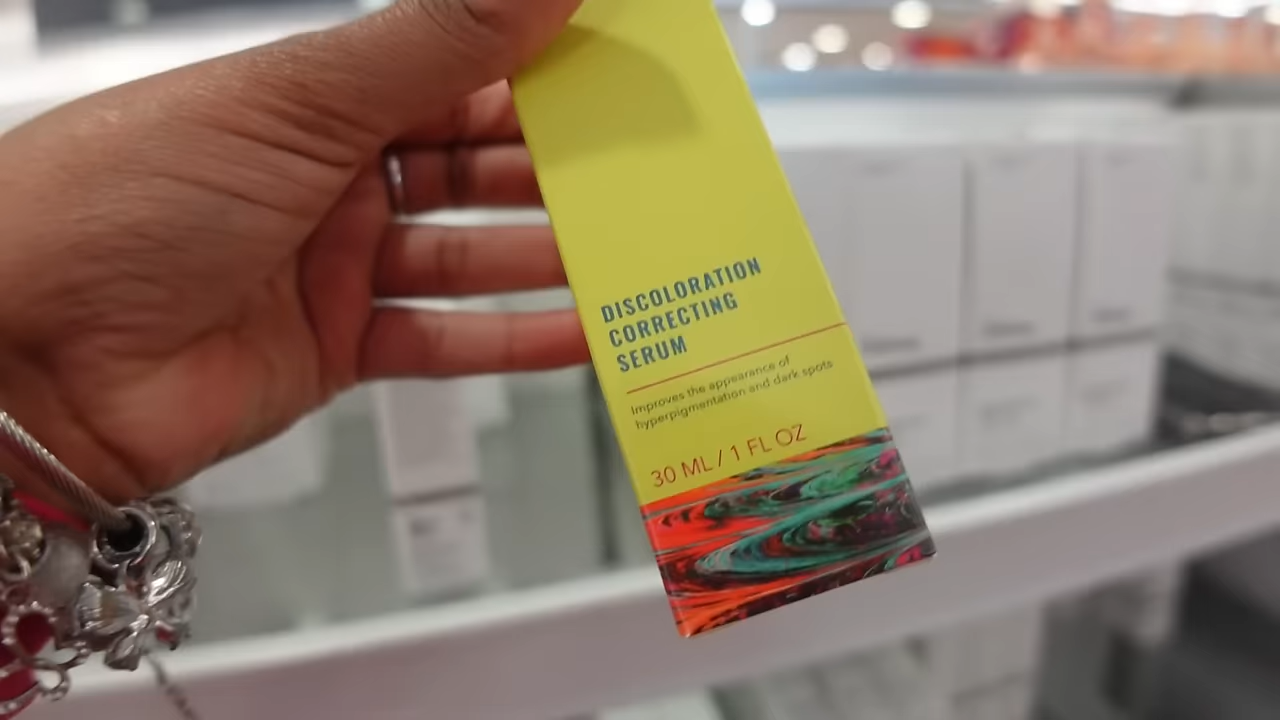 DISCOLORATION
CORRECTING
SERUM
Improves the appearance of
hyperpigmentation and dark spots
30 ML / 1 FL OZ